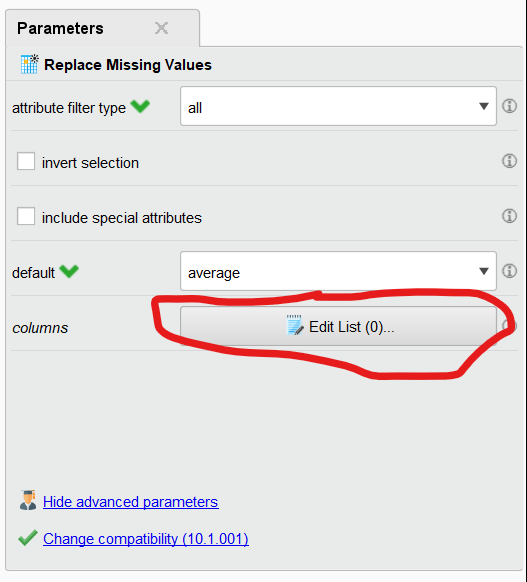 Parameters
Replace Missing Values
attribute filter type
all
invert selection
include special attributes
default
average
columns
Edit List (0)...
Hide advanced parameters
Change compatibility (10.1.001)